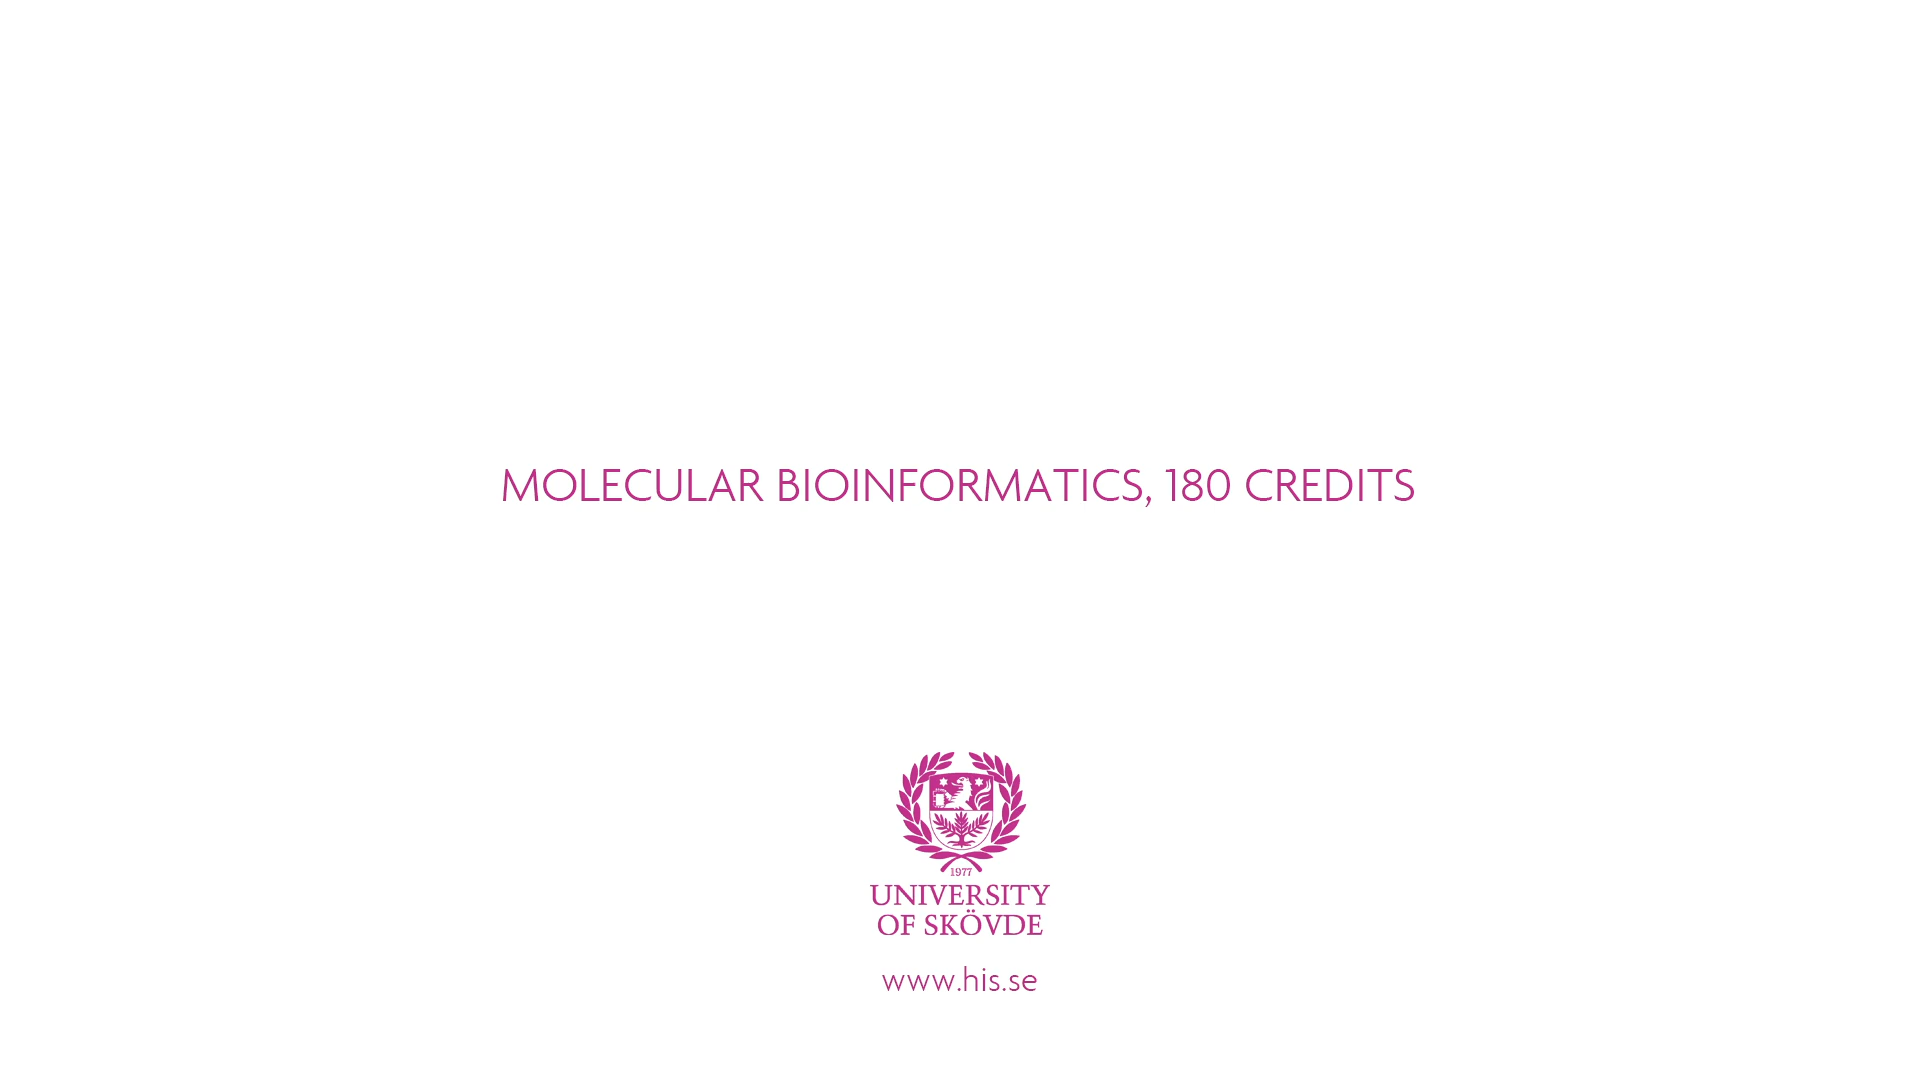 MOLECULAR BIOINFORMATICS, 180 CREDITS
1977
UNIVERSITY
OF SKÖVDE
www.his.se